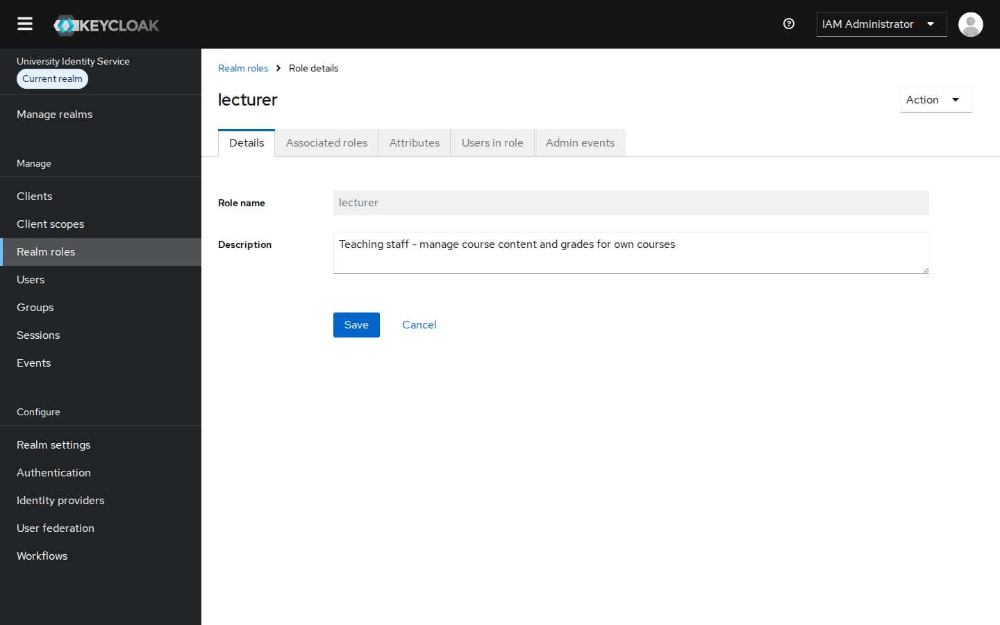 KEYCLOAK
IAM Administrator
University Identity Service
Current realm
Manage realms
Manage
Clients
Client scopes
Realm roles
Users
Groups
Sessions
Events
Configure
Realm settings
Authentication
Identity providers
User federation
Workflows
Realm roles
Role details
lecturer
Action
Details
Associated roles
Attributes
Users in role
Admin events
Role name
lecturer
Description
Teaching staff - manage course content and grades for own courses
Save
Cancel